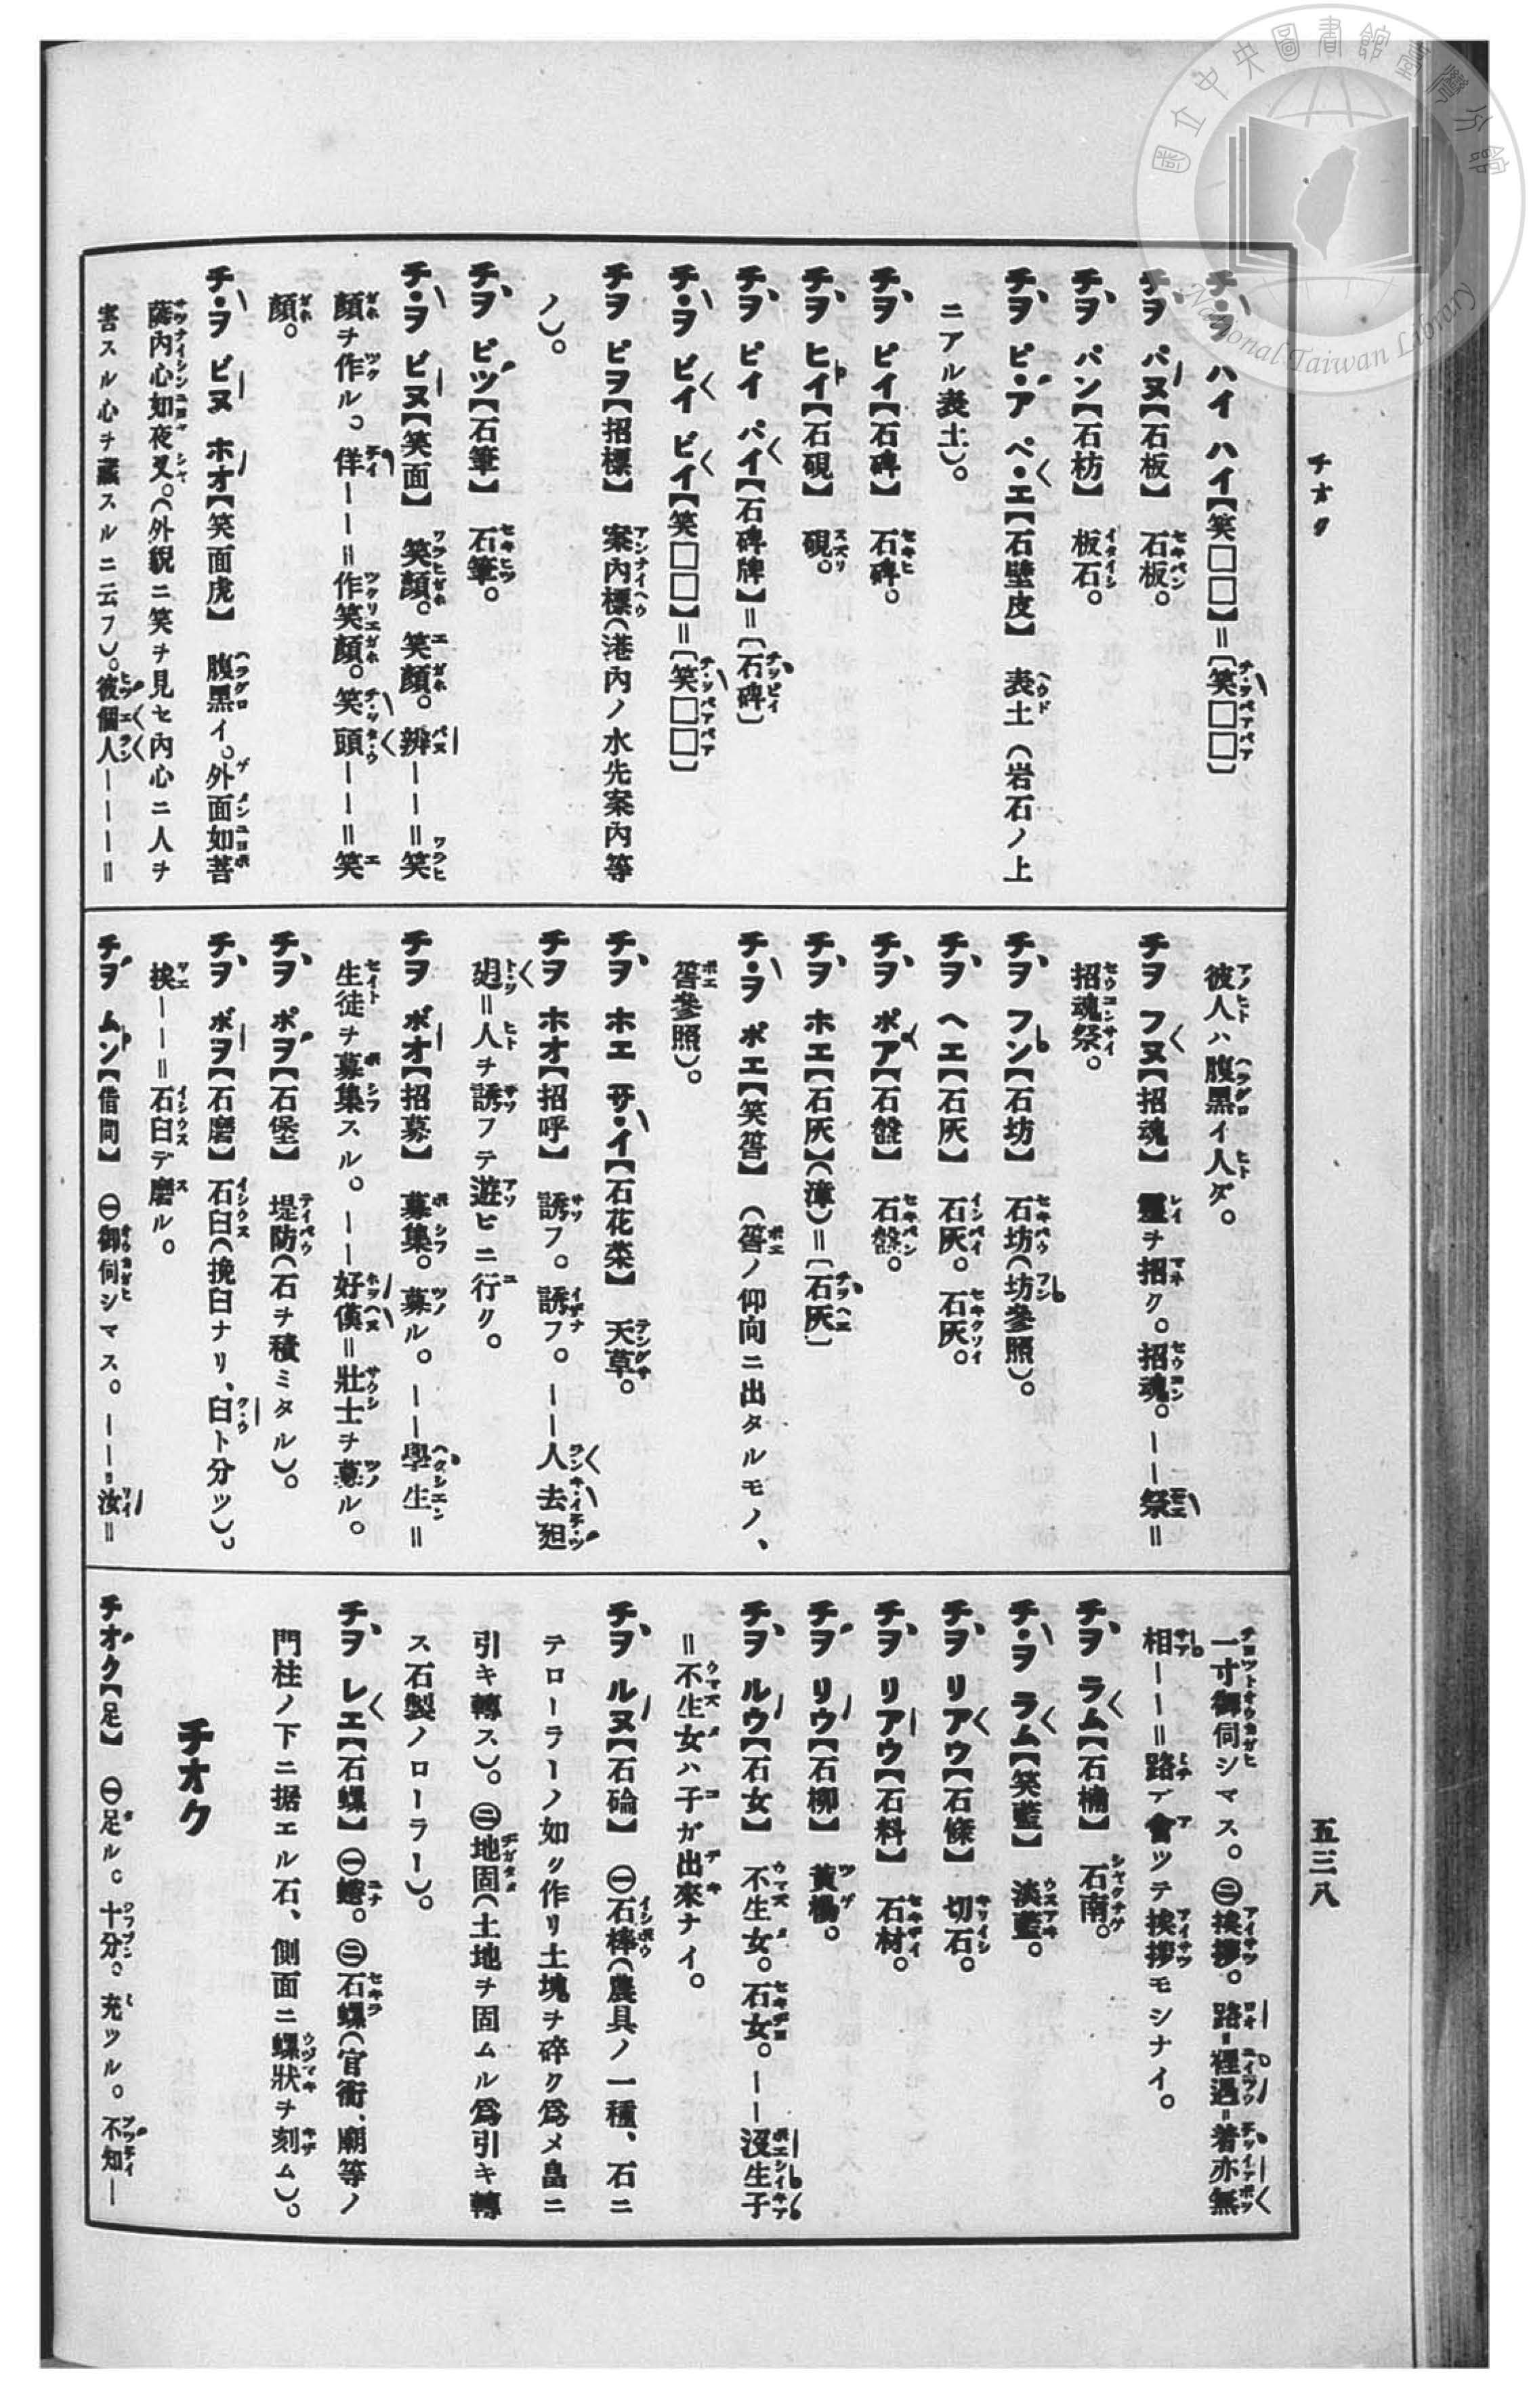 國立中央圖書館臺灣分館
National Taiwan Library
チオク
五三八
チ・ヲ ハイ ハイ【笑□□】=〔笑□□〕
チヲ パヌ【石板】 石板。
チヲ パン【石枋】 板石。
チヲ ピ・ア ペ・エ【石壁皮】 表土(岩石ノ上
ニアル表土)。
チヲ ピイ【石碑】 石碑。
チヲ ヒイ【石硯】 硯。
チヲ ピイ パイ【石碑牌】=〔石碑〕
チ・ヲ ビイ ビイ【笑□□】=〔笑□□〕
チヲ ピヲ【招標】 案內標(港內ノ水先案內等
ノ)。
チヲ ピツ【石筆】 石筆。
チ・ヲ ビヌ【笑面】 笑顏。笑顏。辦――=笑
顏ヲ作ル。佯――=作笑顏。笑頭――=笑
顏。
チ・ヲ ビヌ ホオ【笑面虎】 腹黑イ。外面如菩
薩內心如夜叉。(外貌ニ笑ヲ見セ內心ニ人ヲ
害スル心ヲ藏スルニ云フ)。彼個人―――=
彼人ハ腹黑イ人ダ。
チヲ フヌ【招魂】 靈ヲ招ク。招魂。――祭=
招魂祭。
チヲ フン【石坊】 石坊(坊參照)。
チヲ ヘエ【石灰】 石灰。石灰。
チヲ ポア【石盤】 石盤。
チヲ ホエ【石灰】(漳)=〔石灰〕
チ・ヲ ポエ【笑筶】 (筶ノ仰向ニ出タルモノ、
筶參照)。
チヲ ホエ サ・イ【石花菜】 天草。
チヲ ホオ【招呼】 誘フ。誘フ。――人去𨑨
迌=人ヲ誘フテ遊ビニ行ク。
チヲ ボオ【招募】 募集。募ル。――學生=
生徒ヲ募集スル。――好漢=壯士ヲ募ル。
チヲ ポヲ【石堡】 堤防(石ヲ積ミタル)。
チヲ ボヲ【石磨】 石臼(挽臼ナリ、臼ト分ツ)。
挨――=石臼デ磨ル。
チヲ ムン【借問】 ㊀御伺シマス。――=汝=
一寸御伺シマス。㊁挨拶。路=裡遇=着亦無
相――=路デ會ツテ挨拶モシナイ。
チヲ ラム【石楠】 石南。
チ・ヲ ラム【笑藍】 淡藍。
チヲ リアウ【石條】 切石。
チヲ リアウ【石料】 石材。
チヲ リウ【石柳】 黃楊。
チヲ ルウ【石女】 不生女。石女。――沒生子
=不生女ハ子ガ出來ナイ。
チヲ ルヌ【石碖】 ㊀石棒(農具ノ一種、石ニ
テローラーノ如ク作リ土塊ヲ碎ク爲メ畠ニ
引キ轉ス)。㊁地固(土地ヲ固ムル爲引キ轉
ス石製ノローラー)。
チヲ レエ【石螺】 ㊀蜷。㊁石螺(官衙、廟等ノ
門柱ノ下ニ据エル石、側面ニ螺狀ヲ刻ム)。
チオク
チオク【足】 ㊀足ル。十分。充ツル。不知―